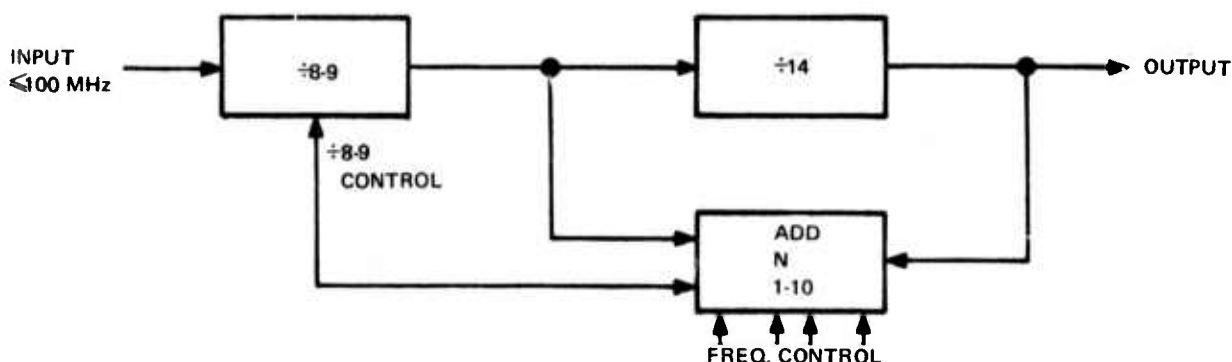 INPUT
≤100 MHz
÷8-9
÷14
OUTPUT
÷8-9
CONTROL
ADD
N
1-10
FREQ. CONTROL